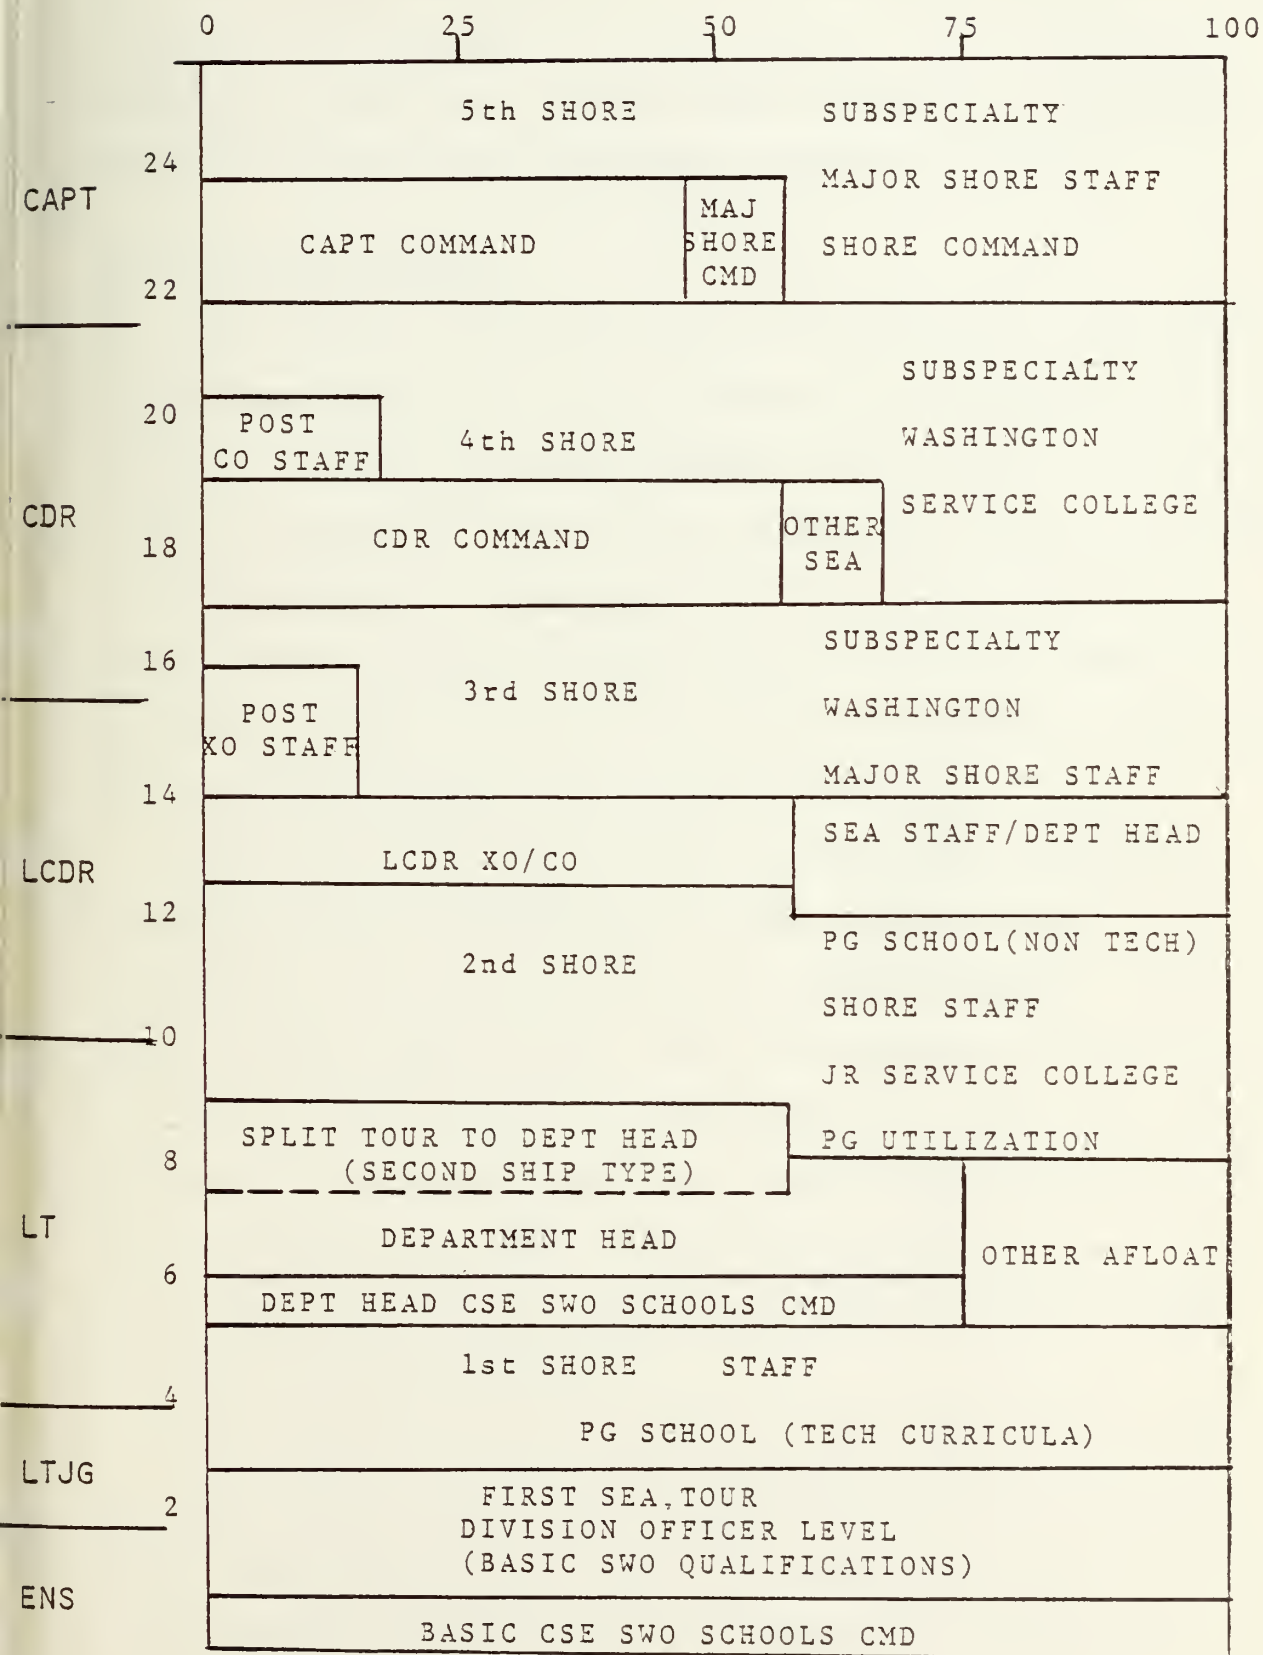 0 25 50 75 100
5th SHORE SUBSPECIALTY
24
MAJOR SHORE STAFF
CAPT
MAJ
SHORE
CMD
CAPT COMMAND
SHORE COMMAND
22
SUBSPECIALTY
20
POST
CO STAFF
4th SHORE
WASHINGTON
SERVICE COLLEGE
CDR
18
CDR COMMAND
OTHER
SEA
SUBSPECIALTY
16
3rd SHORE
WASHINGTON
POST
XO STAFF
MAJOR SHORE STAFF
14
SEA STAFF/DEPT HEAD
LCDR
LCDR XO/CO
12
PG SCHOOL(NON TECH)
2nd SHORE
SHORE STAFF
10
JR SERVICE COLLEGE
SPLIT TOUR TO DEPT HEAD
(SECOND SHIP TYPE)
PG UTILIZATION
8
LT
DEPARTMENT HEAD
OTHER AFLOAT
6
DEPT HEAD CSE SWO SCHOOLS CMD
1st SHORE STAFF
4
PG SCHOOL (TECH CURRICULA)
LTJG
2
FIRST SEA,TOUR
DIVISION OFFICER LEVEL
(BASIC SWO QUALIFICATIONS)
ENS
BASIC CSE SWO SCHOOLS CMD